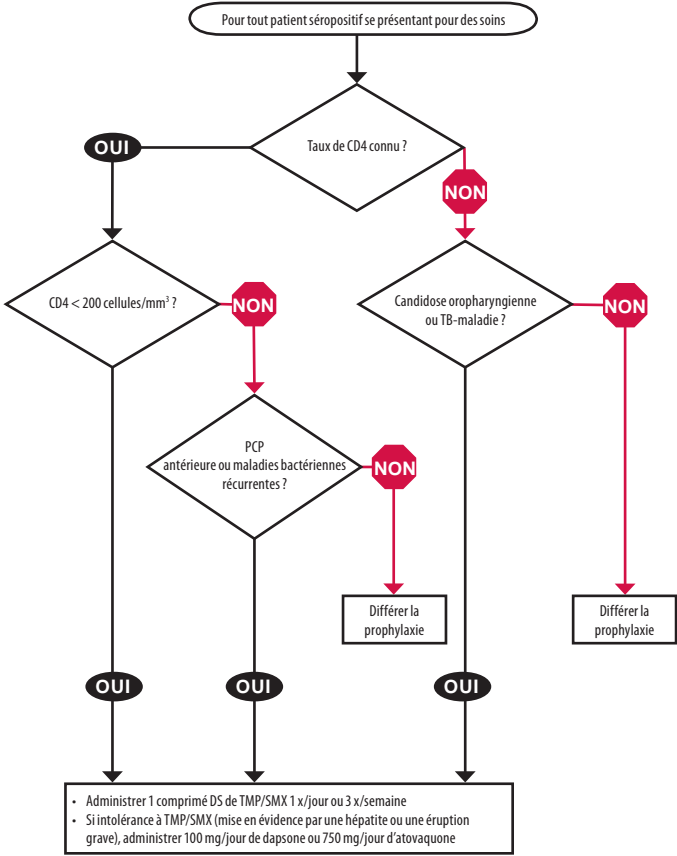 Pour tout patient séropositif se présentant pour des soins
Taux de CD4 connu ?
OUI
NON
CD4 < 200 cellules/mm³ ?
NON
Candidose oropharyngienne
ou TB-maladie ?
NON
PCP
antérieure ou maladies bactériennes
récurrentes ?
NON
Différer la
prophylaxie
Différer la
prophylaxie
OUI
OUI
OUI
• Administrer 1 comprimé DS de TMP/SMX 1 x/jour ou 3 x/semaine
• Si intolérance à TMP/SMX (mise en évidence par une hépatite ou une éruption
grave), administrer 100 mg/jour de dapsone ou 750 mg/jour d'atovaquone